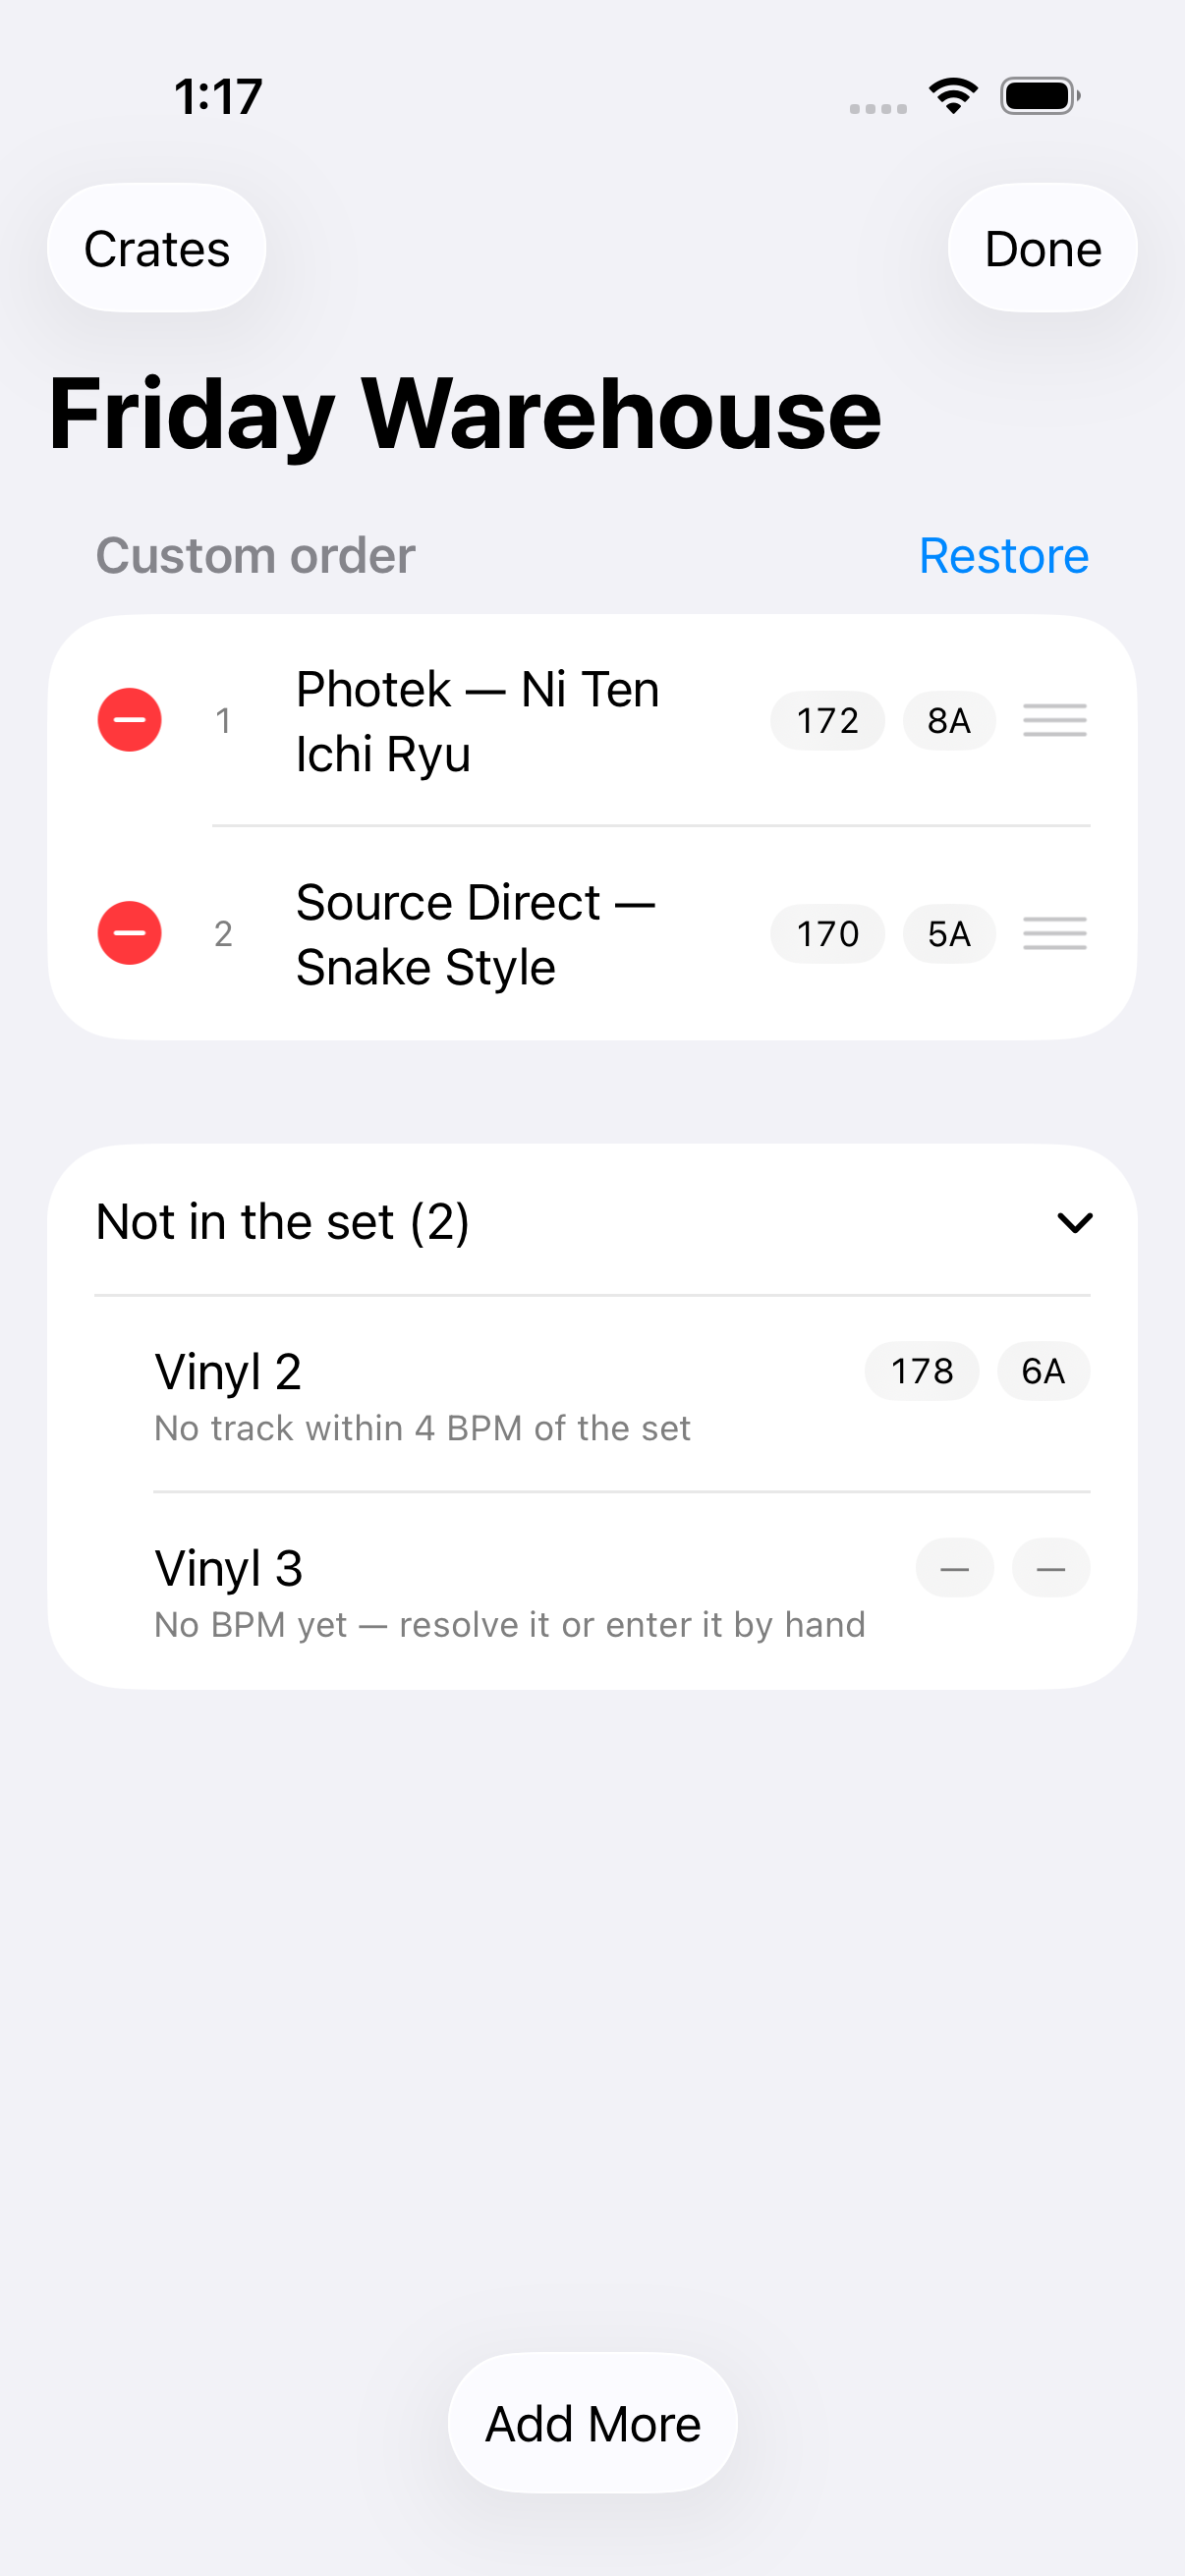 1:17
Crates
Done
Friday Warehouse
Custom order
Restore
1
Photek — Ni Ten
Ichi Ryu
172
8A
2
Source Direct —
Snake Style
170
5A
Not in the set (2)
Vinyl 2
178
6A
No track within 4 BPM of the set
Vinyl 3
—
—
No BPM yet — resolve it or enter it by hand
Add More